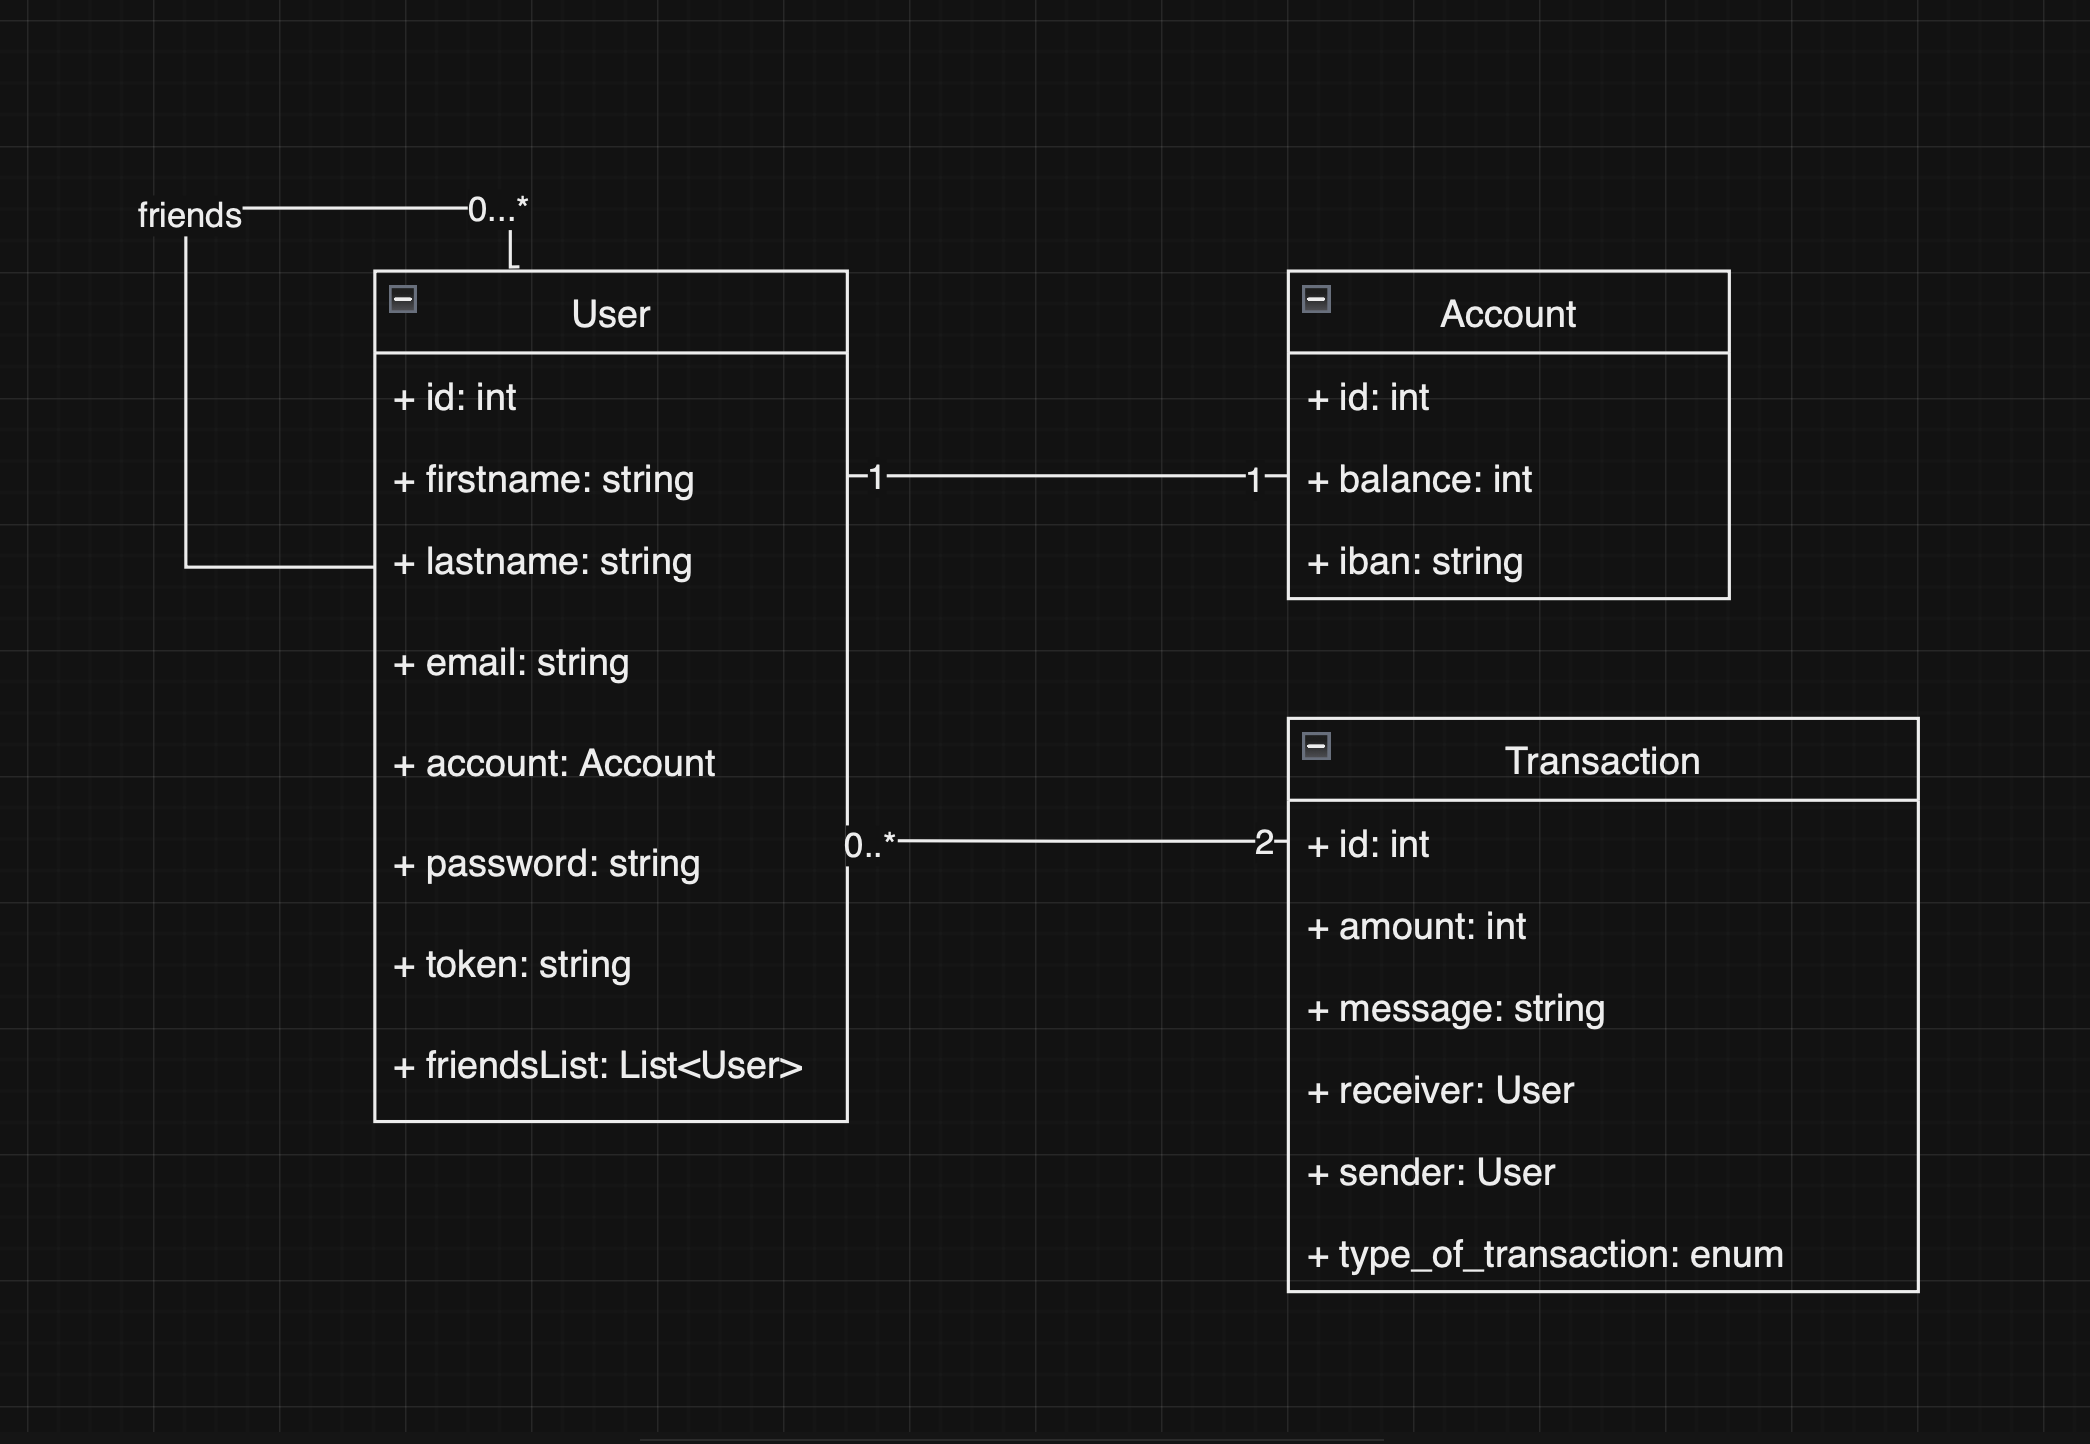 friends
0...*
User
+ id: int
+ firstname: string
+ lastname: string
+ email: string
+ account: Account
+ password: string
+ token: string
+ friendsList: List<User>
1
1
0..*
2
Account
+ id: int
+ balance: int
+ iban: string
Transaction
+ id: int
+ amount: int
+ message: string
+ receiver: User
+ sender: User
+ type_of_transaction: enum